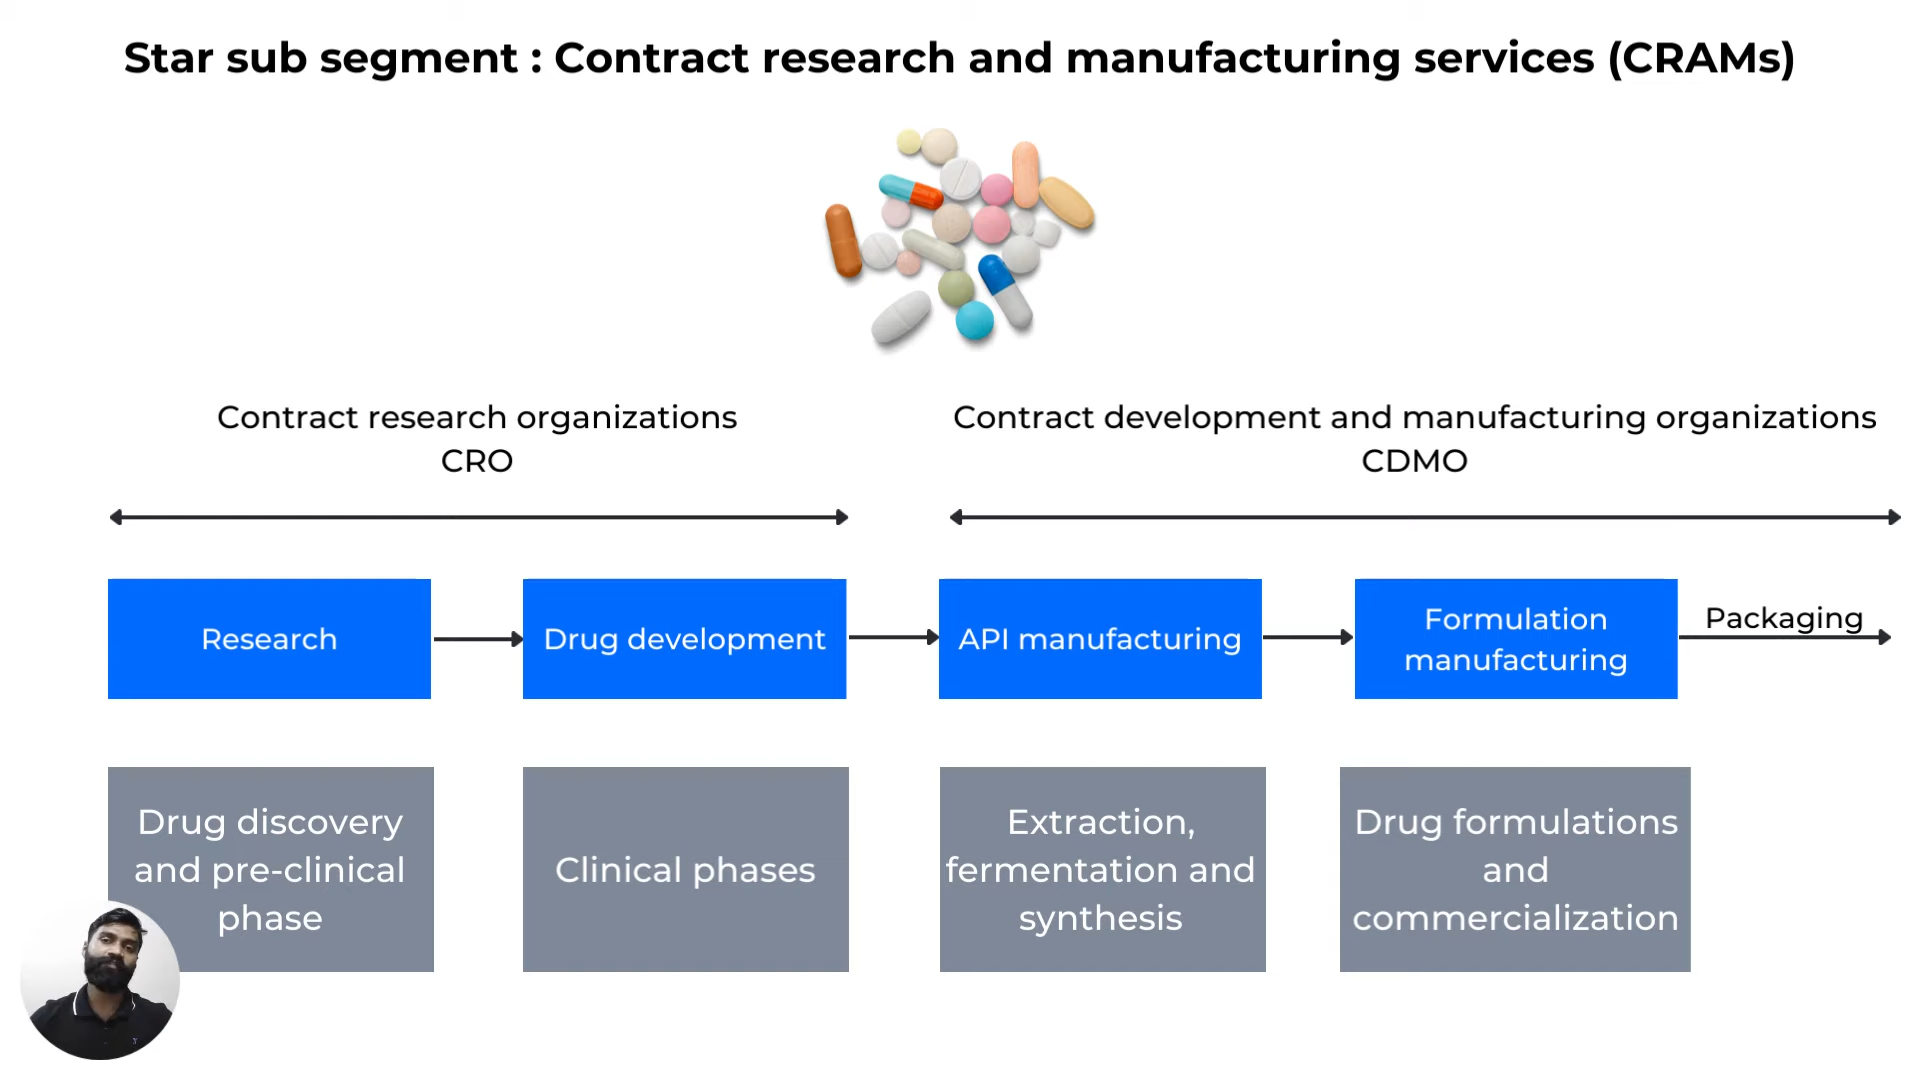 Star sub segment : Contract research and manufacturing services (CRAMs)
Contract research organizations
CRO
Contract development and manufacturing organizations
CDMO
Research
Drug development
API manufacturing
Formulation
manufacturing
Packaging
Drug discovery
and pre-clinical
phase
Clinical phases
Extraction,
fermentation and
synthesis
Drug formulations
and
commercialization